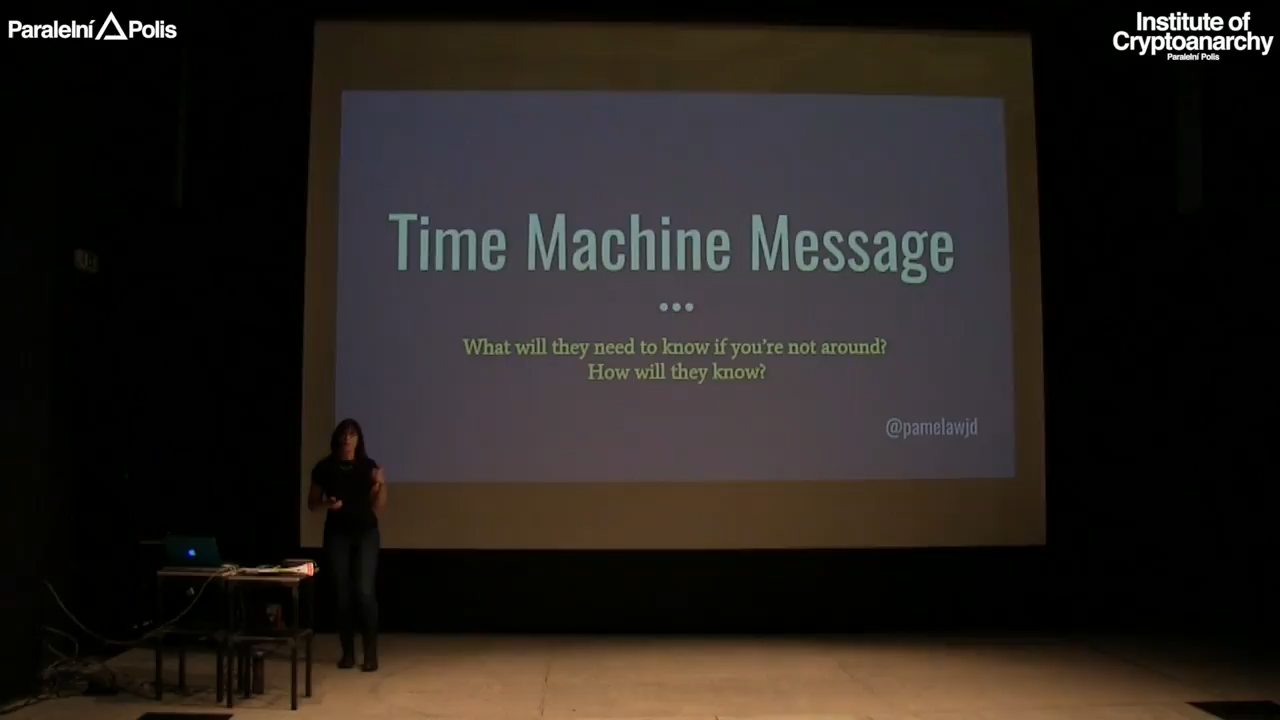 Paralelní Polis
Institute of
Cryptoanarchy
Paralelní Polis
Time Machine Message
...
What will they need to know if you're not around?
How will they know?
@pamelawjd